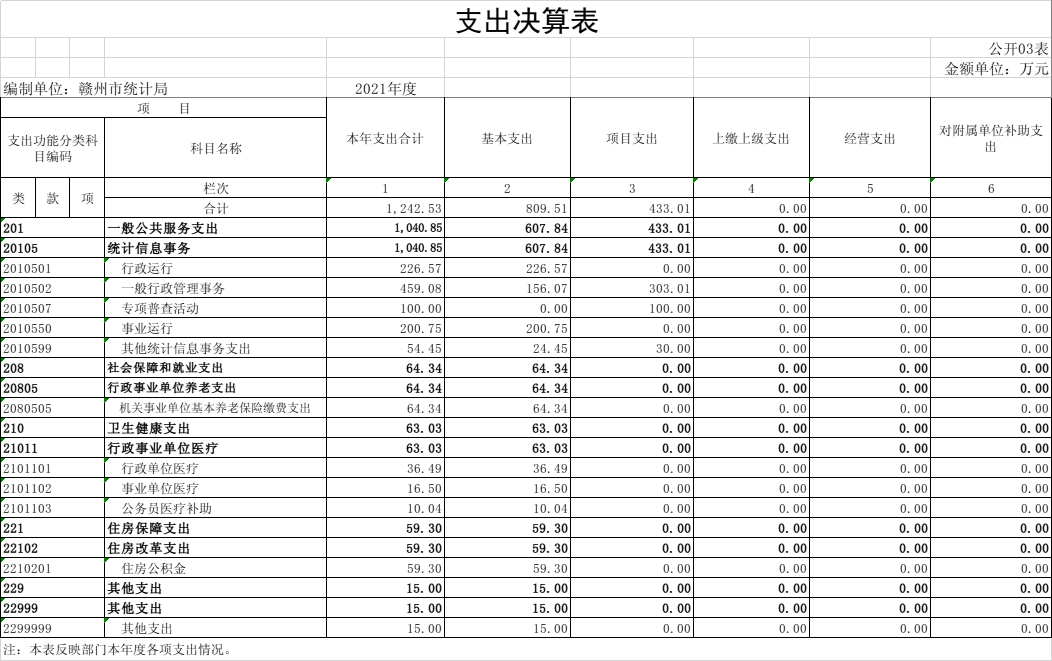 支出决算表
公开03表
金额单位：万元
编制单位：赣州市统计局 2021年度
项 目
支出功能分类科目编码 科目名称 本年支出合计 基本支出 项目支出 上缴上级支出 经营支出 对附属单位补助支出
类 款 项 栏次 1 2 3 4 5 6
合计 1,242.53 809.51 433.01 0.00 0.00 0.00
201 一般公共服务支出 1,040.85 607.84 433.01 0.00 0.00 0.00
20105 统计信息事务 1,040.85 607.84 433.01 0.00 0.00 0.00
2010501 行政运行 226.57 226.57 0.00 0.00 0.00 0.00
2010502 一般行政管理事务 459.08 156.07 303.01 0.00 0.00 0.00
2010507 专项普查活动 100.00 0.00 100.00 0.00 0.00 0.00
2010550 事业运行 200.75 200.75 0.00 0.00 0.00 0.00
2010599 其他统计信息事务支出 54.45 24.45 30.00 0.00 0.00 0.00
208 社会保障和就业支出 64.34 64.34 0.00 0.00 0.00 0.00
20805 行政事业单位养老支出 64.34 64.34 0.00 0.00 0.00 0.00
2080505 机关事业单位基本养老保险缴费支出 64.34 64.34 0.00 0.00 0.00 0.00
210 卫生健康支出 63.03 63.03 0.00 0.00 0.00 0.00
21011 行政事业单位医疗 63.03 63.03 0.00 0.00 0.00 0.00
2101101 行政单位医疗 36.49 36.49 0.00 0.00 0.00 0.00
2101102 事业单位医疗 16.50 16.50 0.00 0.00 0.00 0.00
2101103 公务员医疗补助 10.04 10.04 0.00 0.00 0.00 0.00
221 住房保障支出 59.30 59.30 0.00 0.00 0.00 0.00
22102 住房改革支出 59.30 59.30 0.00 0.00 0.00 0.00
2210201 住房公积金 59.30 59.30 0.00 0.00 0.00 0.00
229 其他支出 15.00 15.00 0.00 0.00 0.00 0.00
22999 其他支出 15.00 15.00 0.00 0.00 0.00 0.00
2299999 其他支出 15.00 15.00 0.00 0.00 0.00 0.00
注：本表反映部门本年度各项支出情况。